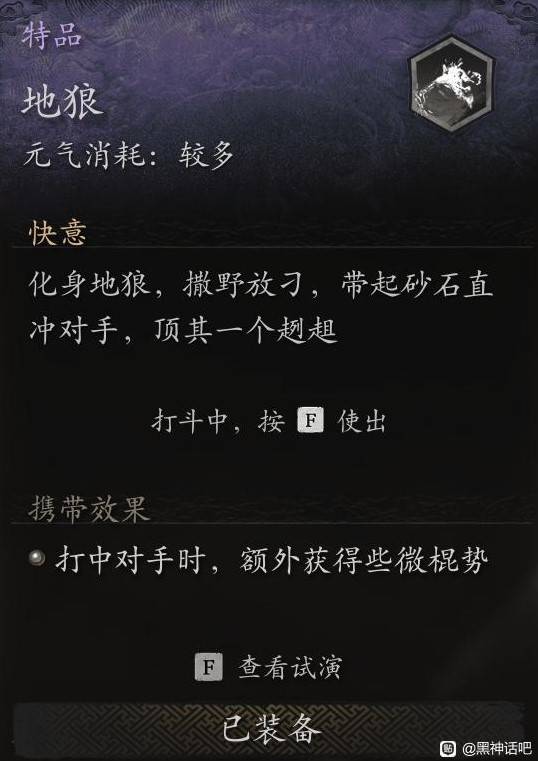 特品
地狼
元气消耗：较多
快意
化身地狼，撒野放刁，带起砂石直
冲对手，顶其一个趔趄
打斗中，按 F 使出
携带效果
打中对手时，额外获得些微棍势
F 查看试演
已装备
贴 @黑神话吧